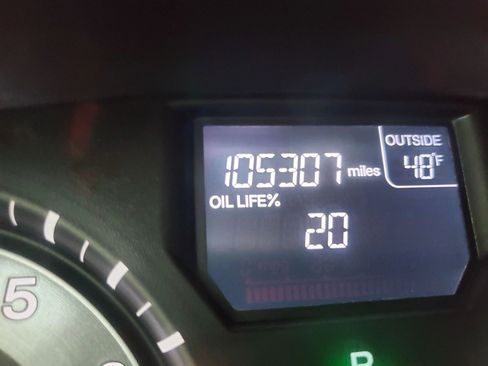 OUTSIDE
105307 miles 48°F
OIL LIFE%
20
5